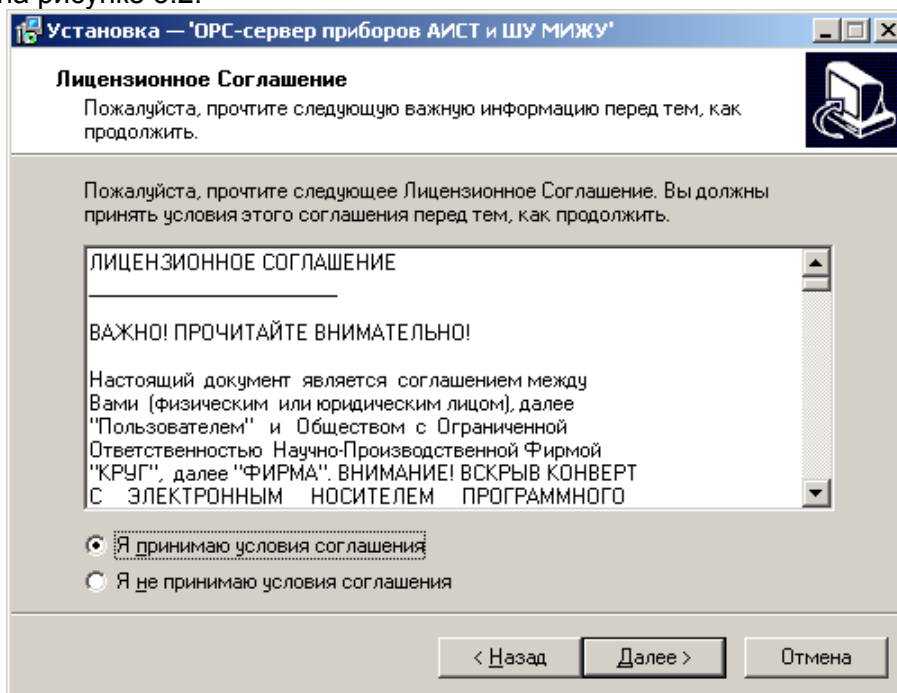 на рисунке 3.2.
Установка — 'OPC-сервер приборов АИСТ и ШУ МИЖУ'
Лицензионное Соглашение
Пожалуйста, прочтите следующую важную информацию перед тем, как
продолжить.
Пожалуйста, прочтите следующее Лицензионное Соглашение. Вы должны
принять условия этого соглашения перед тем, как продолжить.
ЛИЦЕНЗИОННОЕ СОГЛАШЕНИЕ
ВАЖНО! ПРОЧИТАЙТЕ ВНИМАТЕЛЬНО!
Настоящий документ является соглашением между
Вами (физическим или юридическим лицом), далее
"Пользователем" и Обществом с Ограниченной
Ответственностью Научно-Производственной Фирмой
"КРУГ", далее "ФИРМА". ВНИМАНИЕ! ВСКРЫВ КОНВЕРТ
С ЭЛЕКТРОННЫМ НОСИТЕЛЕМ ПРОГРАММНОГО
Я принимаю условия соглашения
Я не принимаю условия соглашения
< Назад Далее > Отмена